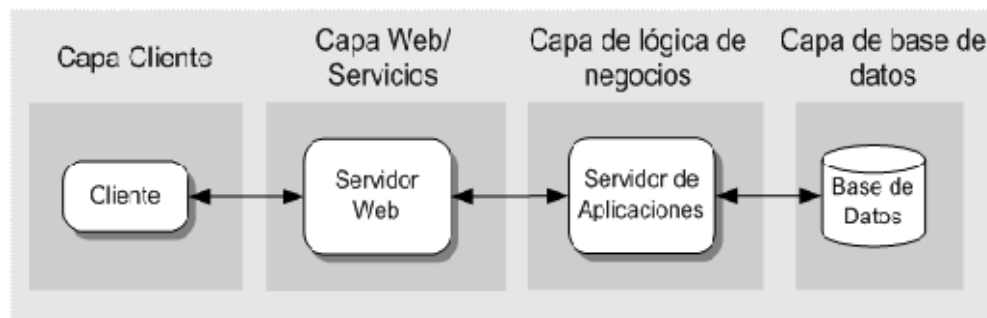 Capa Cliente
Capa Web/
Servicios
Capa de lógica de
negocios
Capa de base de
datos
Cliente
Servidor
Web
Servidor de
Aplicaciones
Base de
Datos